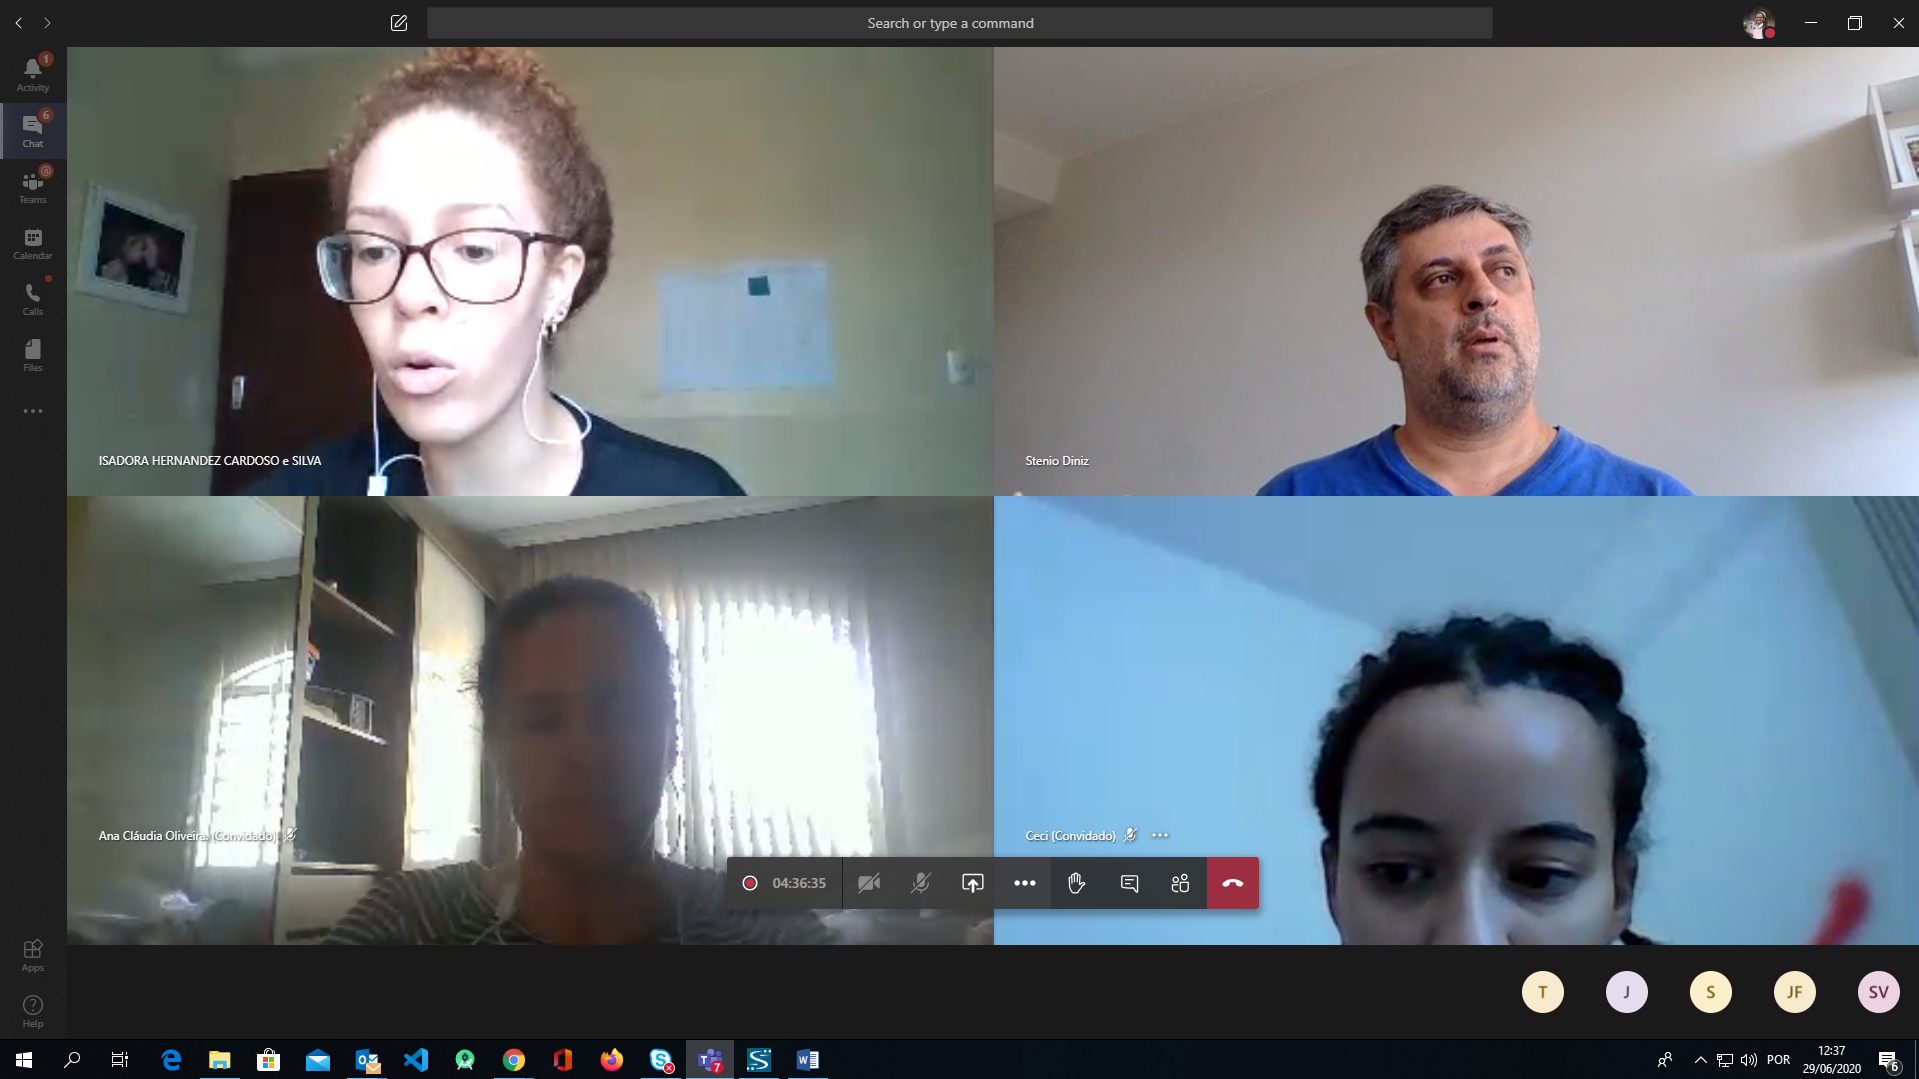 Search or type a command
1
Activity
6
Chat
@
Teams
Calendar
Calls
Files
ISADORA HERNANDEZ CARDOSO e SILVA
Stenio Diniz
Ana Cláudia Oliveira. (Convidado)
Ceci (Convidado)
04:36:35
Apps
Help
T
J
S
JF
SV
7
POR
12:37
29/06/2020
6